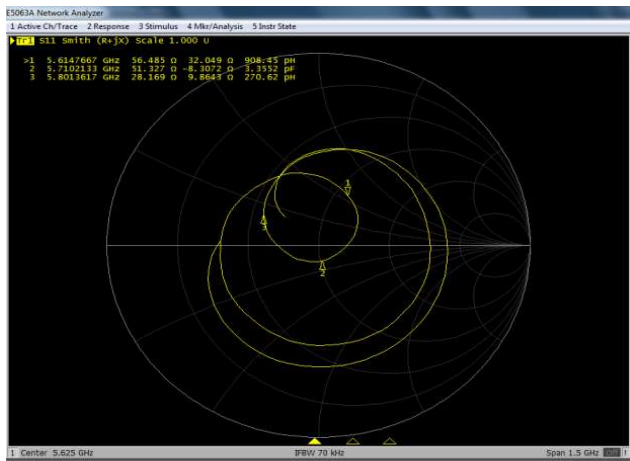 E5063A Network Analyzer
1 Active Ch/Trace 2 Response 3 Stimulus 4 Mkr/Analysis 5 Instr State
Tr1 S11 Smith (R+jX) Scale 1.000 U
>1 5.6147667 GHz 56.485 Ω 32.049 Ω 908.45 pH
2 5.7102133 GHz 51.327 Ω -8.3072 Ω 3.3552 pF
3 5.8013617 GHz 28.169 Ω 9.8643 Ω 270.62 pH
1
3
2
1 Center 5.625 GHz IFBW 70 kHz Span 1.5 GHz Off !